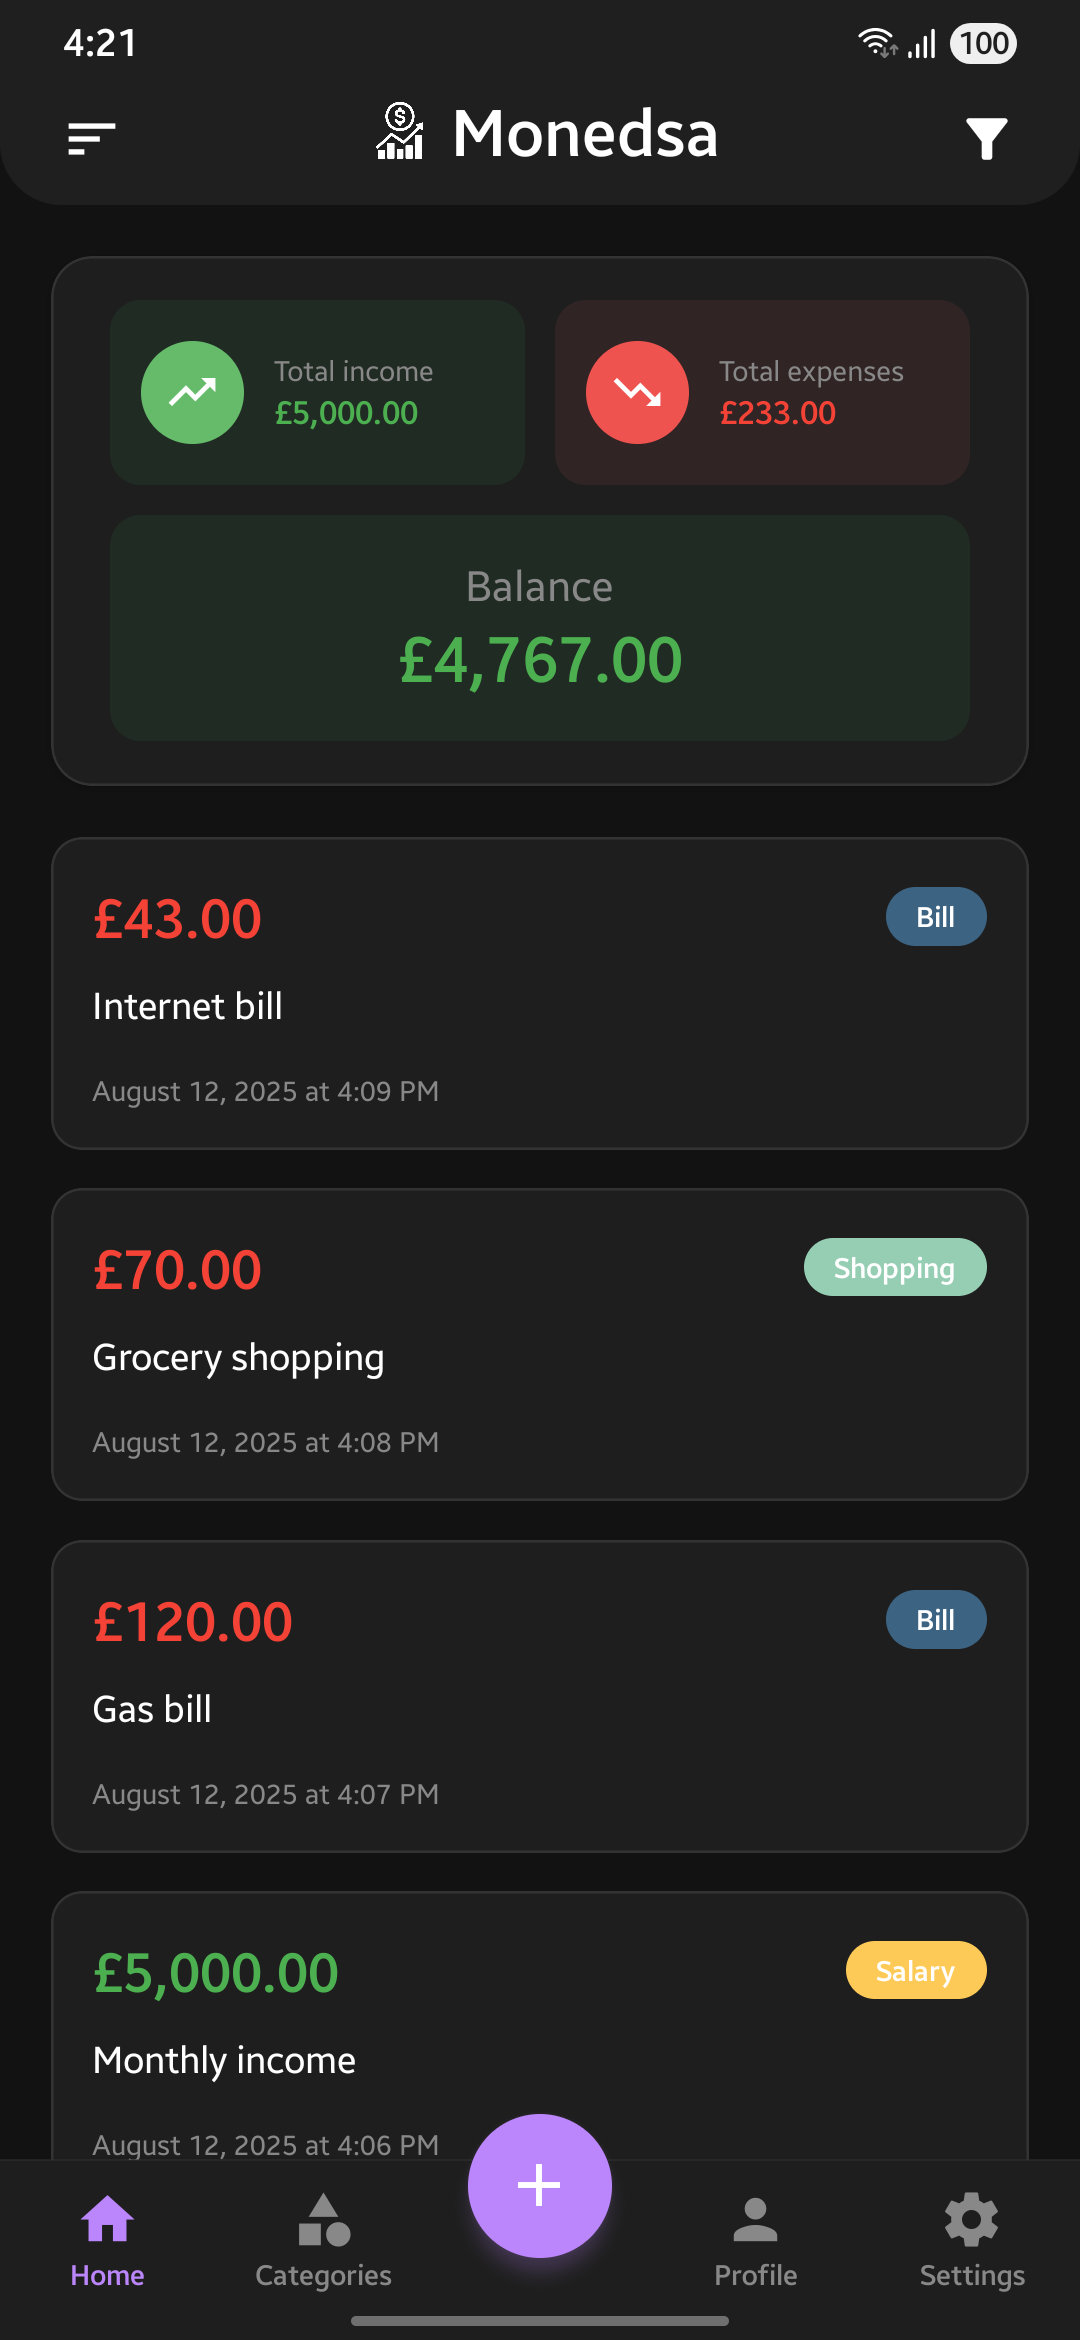 4:21
100
Monedsa
Total income
£5,000.00
Total expenses
£233.00
Balance
£4,767.00
£43.00
Bill
Internet bill
August 12, 2025 at 4:09 PM
£70.00
Shopping
Grocery shopping
August 12, 2025 at 4:08 PM
£120.00
Bill
Gas bill
August 12, 2025 at 4:07 PM
£5,000.00
Salary
Monthly income
August 12, 2025 at 4:06 PM
Home
Categories
Profile
Settings